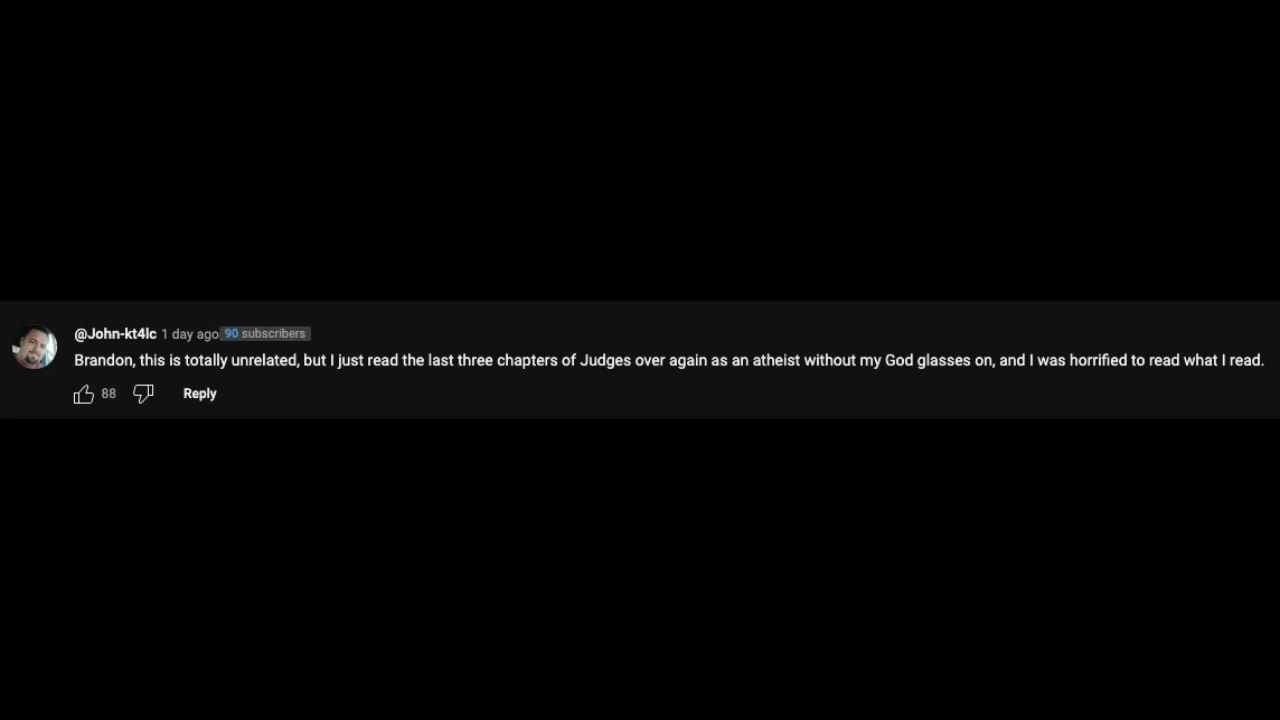 @John-kt4lc 1 day ago 90 subscribers
Brandon, this is totally unrelated, but I just read the last three chapters of Judges over again as an atheist without my God glasses on, and I was horrified to read what I read.
88 Reply